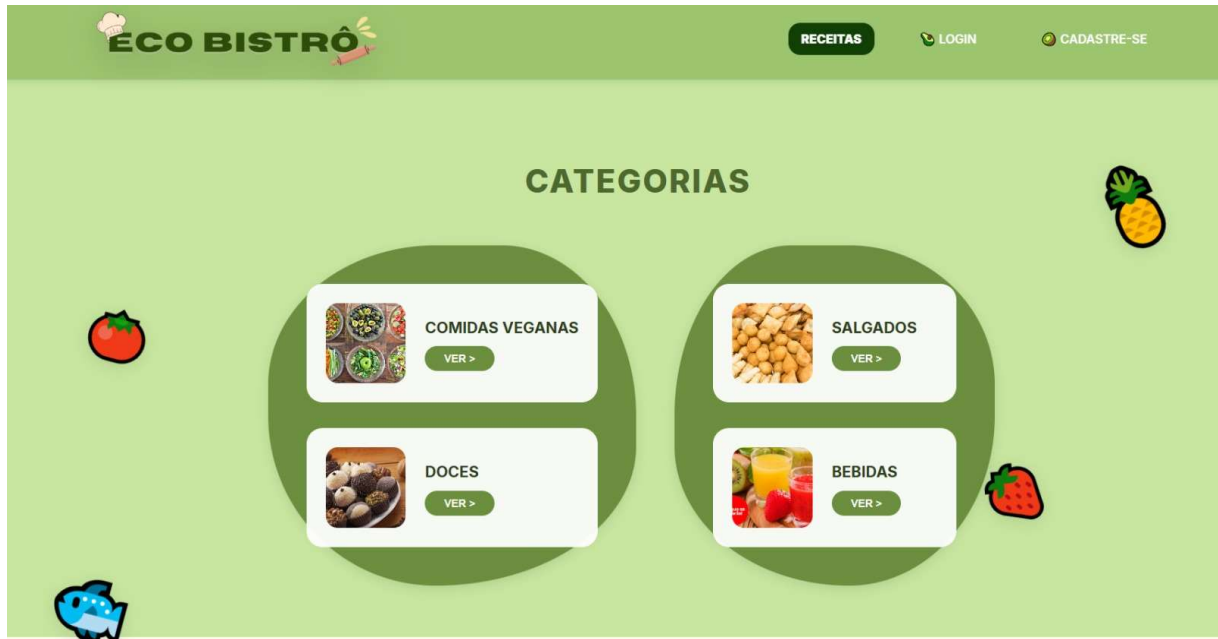 ECO BISTRÔ
RECEITAS
LOGIN
CADASTRE-SE
CATEGORIAS
COMIDAS VEGANAS
VER >
SALGADOS
VER >
DOCES
VER >
BEBIDAS
VER >